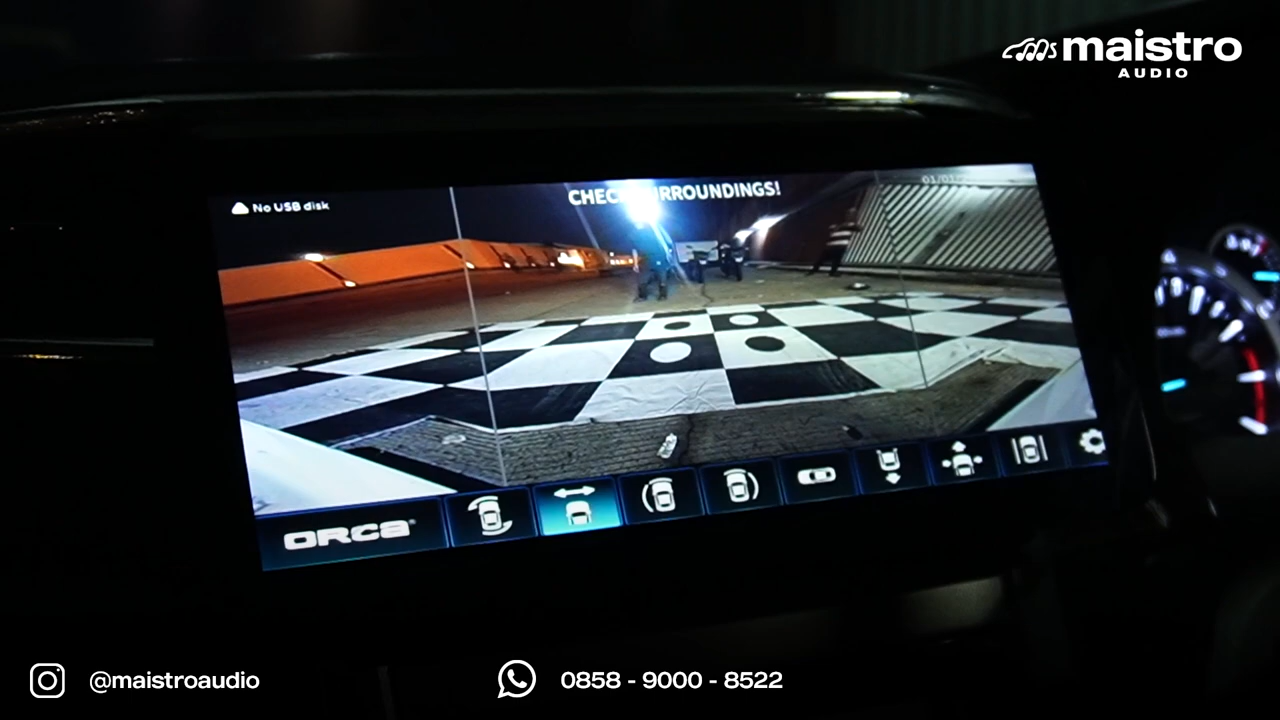 maistro
AUDIO
No USB disk
CHECK SURROUNDINGS!
ORCA
@maistroaudio
0858 - 9000 - 8522